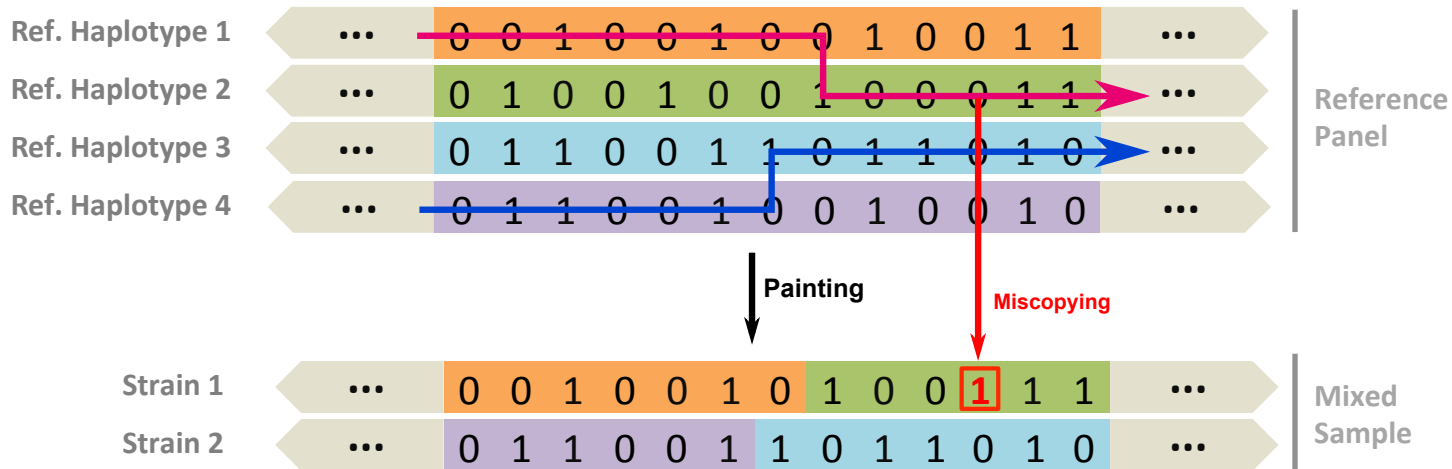 Ref. Haplotype 1 ... 0 0 1 0 0 1 0 0 1 0 0 1 1 ...
Ref. Haplotype 2 ... 0 1 0 0 1 0 0 1 0 0 0 1 1 ...
Ref. Haplotype 3 ... 0 1 1 0 0 1 1 0 1 1 0 1 0 ...
Ref. Haplotype 4 ... 0 1 1 0 0 1 0 0 1 0 0 1 0 ...
Reference
Panel
Painting
Miscopying
Strain 1 ... 0 0 1 0 0 1 0 1 0 0 1 1 1 ...
Strain 2 ... 0 1 1 0 0 1 1 0 1 1 0 1 0 ...
Mixed
Sample